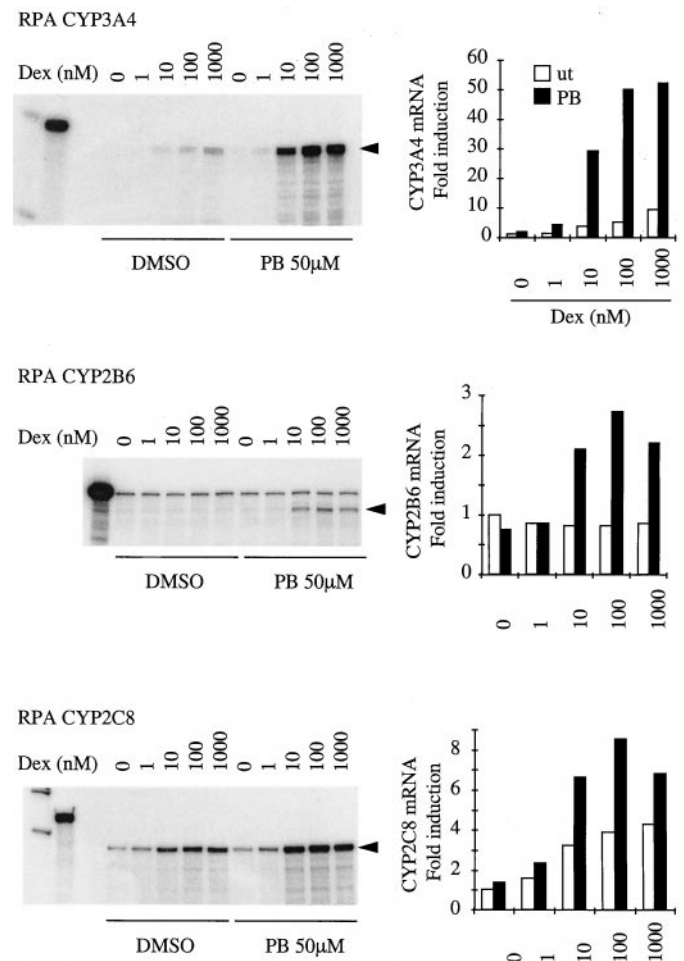 RPA CYP3A4
Dex (nM) 0 1 10 100 1000 0 1 10 100 1000
DMSO PB 50μM
CYP3A4 mRNA
Fold induction
60
50
40
30
20
10
0
ut
PB
0 1 10 100 1000
Dex (nM)
RPA CYP2B6
Dex (nM) 0 1 10 100 1000 0 1 10 100 1000
DMSO PB 50μM
CYP2B6 mRNA
Fold induction
3
2
1
0
0 1 10 100 1000
RPA CYP2C8
Dex (nM) 0 1 10 100 1000 0 1 10 100 1000
DMSO PB 50μM
CYP2C8 mRNA
Fold induction
8
6
4
2
0
0 1 10 100 1000